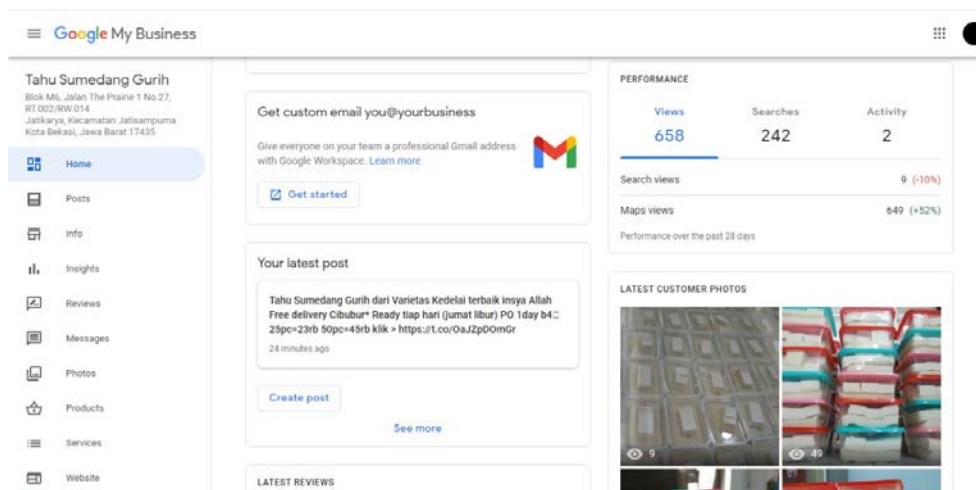 Google My Business
Tahu Sumedang Gurih
Blok M6, Jalan The Prairie 1 No.27,
RT.002/RW.014
Jatikarya, Kecamatan Jatisampurna
Kota Bekasi, Jawa Barat 17435
Home
Posts
Info
Insights
Reviews
Messages
Photos
Products
Services
Website
Get custom email you@yourbusiness
Give everyone on your team a professional Gmail address
with Google Workspace. Learn more
Get started
Your latest post
Tahu Sumedang Gurih dari Varietas Kedelai terbaik insya Allah
Free delivery Cibubur* Ready tiap hari (jumat libur) PO 1day b4
25pc=23rb 50pc=45rb klik > https://t.co/OaJZpDOmGr
24 minutes ago
Create post
See more
LATEST REVIEWS
PERFORMANCE
Views Searches Activity
658 242 2
Search views 9 (-10%)
Maps views 649 (+52%)
Performance over the past 28 days
LATEST CUSTOMER PHOTOS
9 49